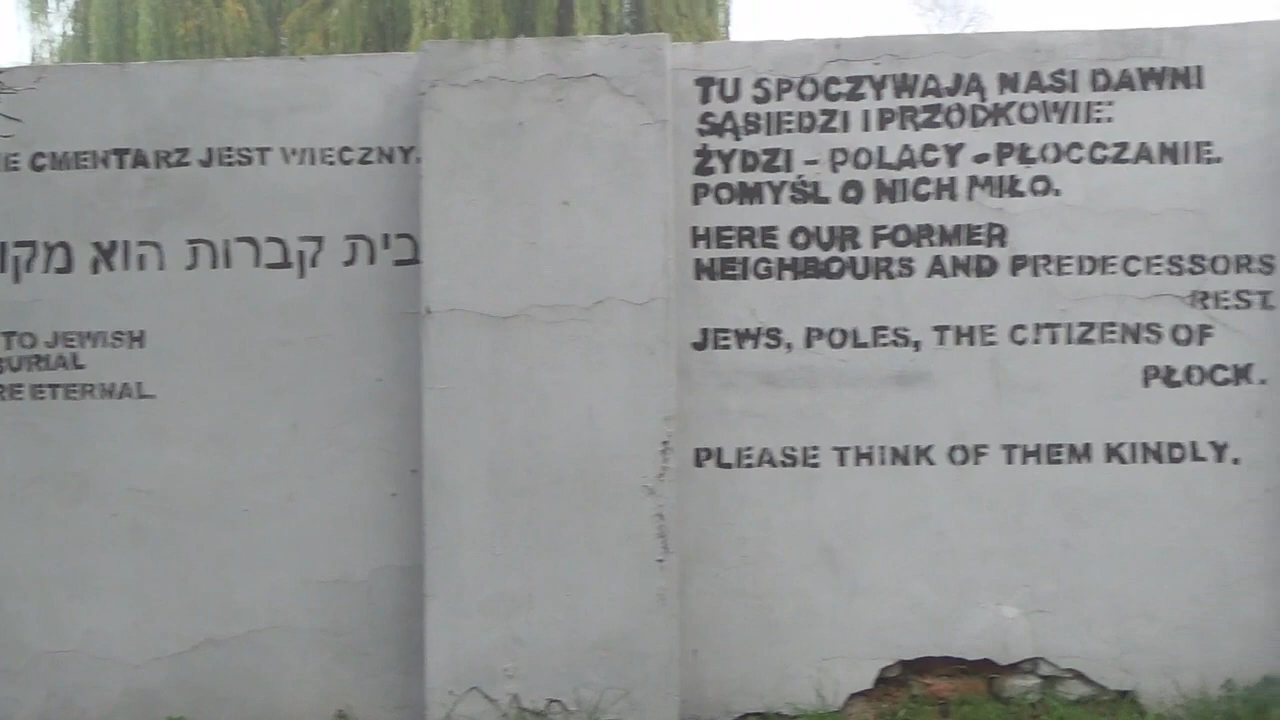 CMENTARZ JEST WIECZNY.
בית קברות הוא
TO JEWISH
BURIAL
ETERNAL.
TU SPOCZYWAJĄ NASI DAWNI
SĄSIEDZI I PRZODKOWIE:
ŻYDZI - POLACY - PŁOCCZANIE.
POMYŚL O NICH MIŁO.
HERE OUR FORMER
NEIGHBOURS AND PREDECESSORS
REST.
JEWS, POLES, THE CITIZENS OF
PŁOCK.
PLEASE THINK OF THEM KINDLY.